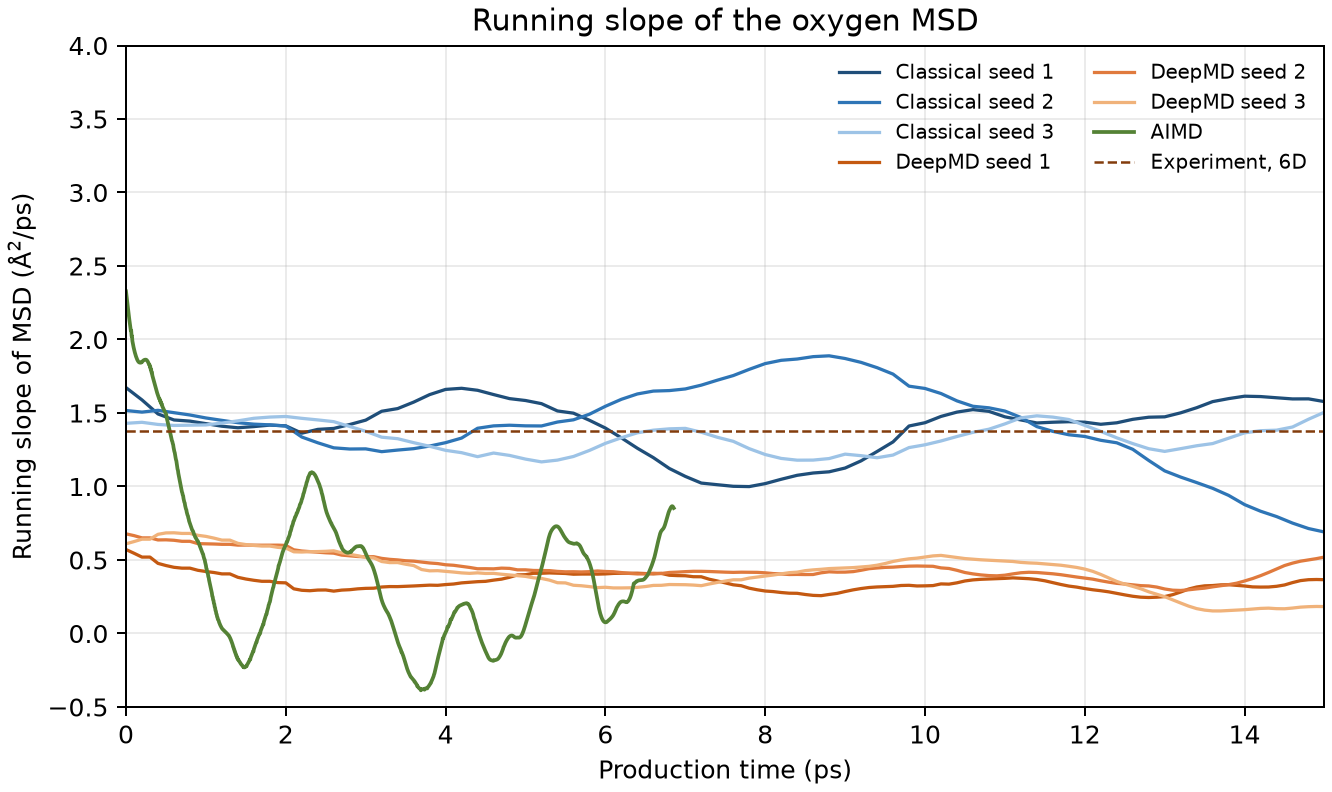 Running slope of the oxygen MSD
Running slope of MSD (Å²/ps)
4.0
3.5
3.0
2.5
2.0
1.5
1.0
0.5
0.0
−0.5
Classical seed 1
Classical seed 2
Classical seed 3
DeepMD seed 1
DeepMD seed 2
DeepMD seed 3
AIMD
Experiment, 6D
0 2 4 6 8 10 12 14
Production time (ps)